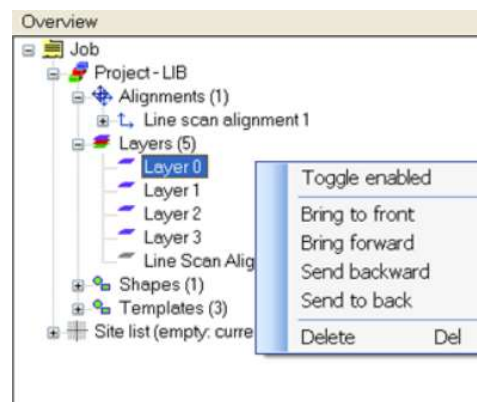 Overview
Job
Project - LIB
Alignments (1)
Line scan alignment 1
Layers (5)
Layer 0
Layer 1
Layer 2
Layer 3
Line Scan Alig
Shapes (1)
Templates (3)
Site list (empty: curre
Toggle enabled
Bring to front
Bring forward
Send backward
Send to back
Delete Del